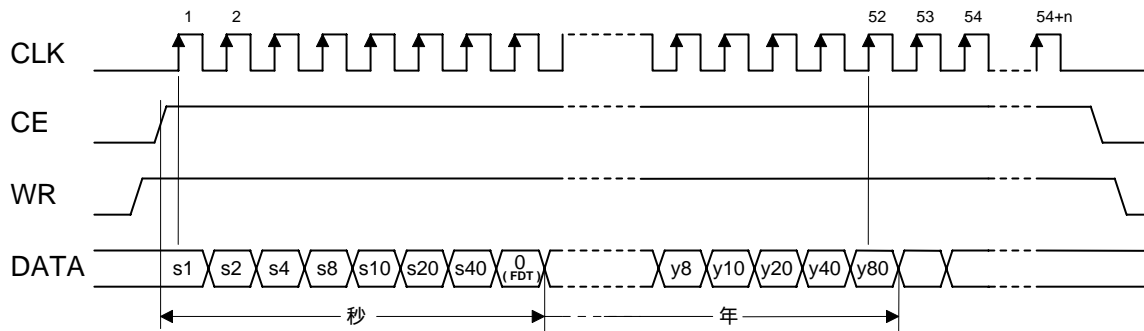 1 2 52 53 54 54+n
CLK
CE
WR
DATA s1 s2 s4 s8 s10 s20 s40 0 (FDT) y8 y10 y20 y40 y80
秒 年